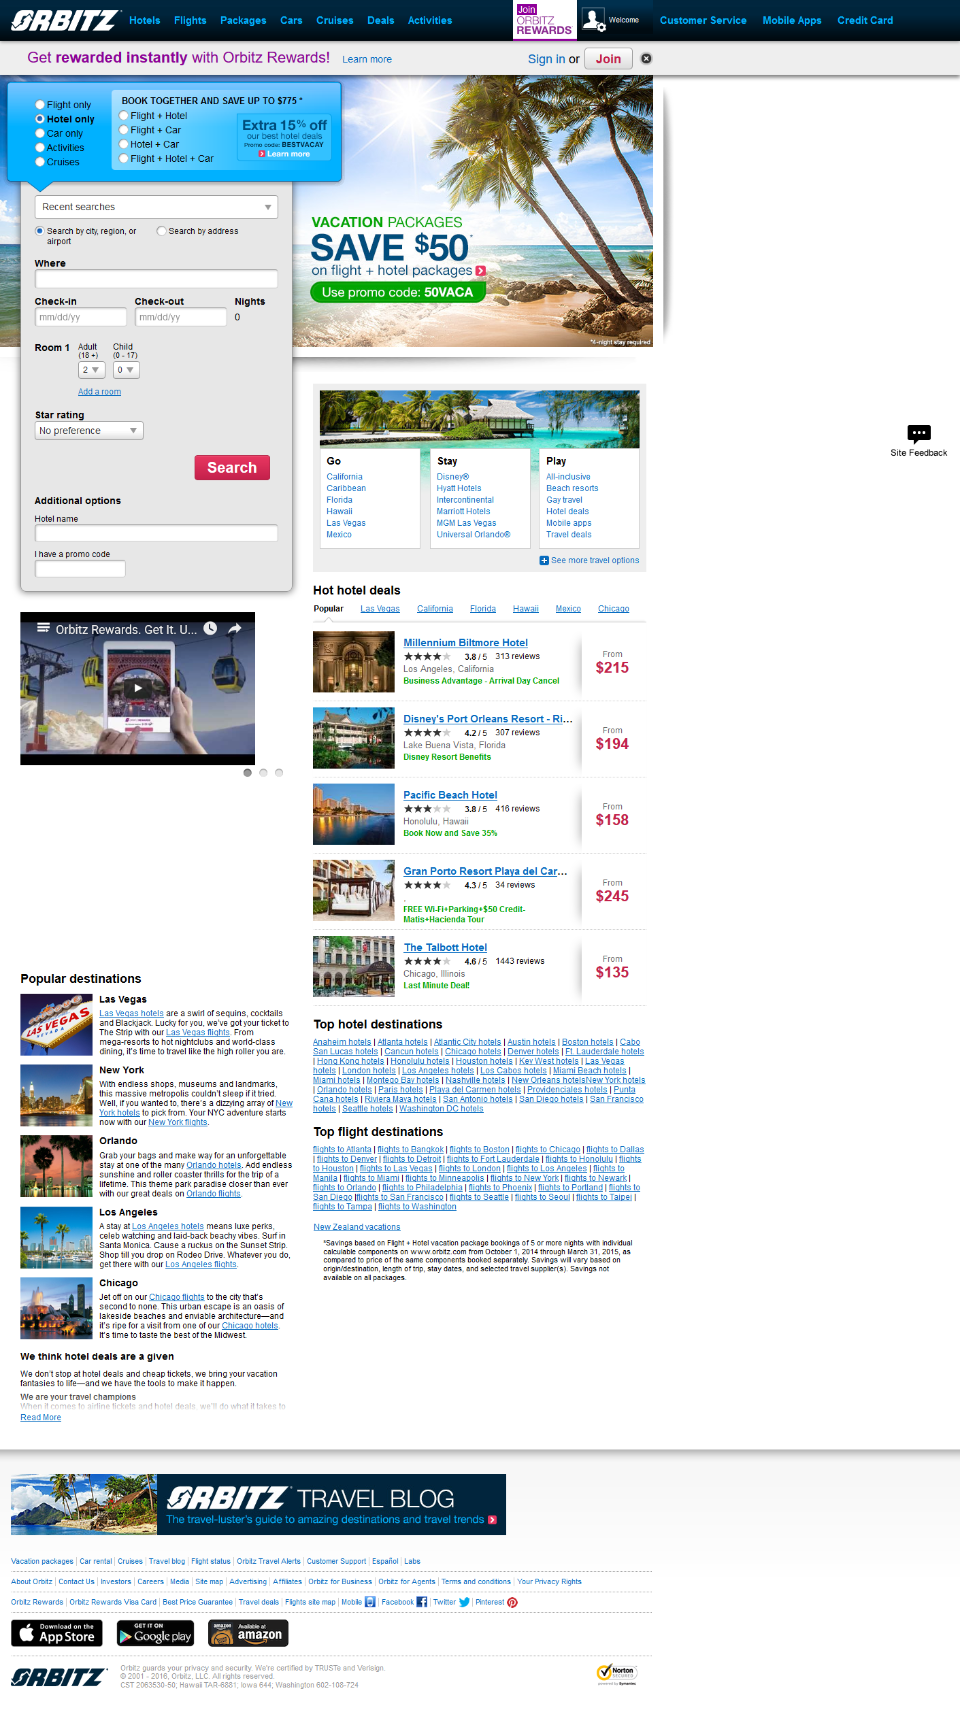 ORBITZ Hotels Flights Packages Cars Cruises Deals Activities Join ORBITZ REWARDS Welcome Customer Service Mobile Apps Credit Card
Get rewarded instantly with Orbitz Rewards! Learn more Sign in or Join
Flight only
Hotel only
Car only
Activities
Cruises
BOOK TOGETHER AND SAVE UP TO $775 *
Flight + Hotel
Flight + Car
Hotel + Car
Flight + Hotel + Car
Extra 15% off
our best hotel deals
Promo code: BESTVACAY
Learn more
Recent searches
Search by city, region, or airport
Search by address
Where
Check-in Check-out Nights
mm/dd/yy mm/dd/yy 0
Room 1 Adult (18 +) Child (0 - 17)
2 0
Add a room
Star rating
No preference
Search
Additional options
Hotel name
I have a promo code
VACATION PACKAGES
SAVE $50*
on flight + hotel packages
Use promo code: 50VACA
*4-night stay required
Go
California
Caribbean
Florida
Hawaii
Las Vegas
Mexico
Stay
Disney®
Hyatt Hotels
Intercontinental
Marriott Hotels
MGM Las Vegas
Universal Orlando®
Play
All-inclusive
Beach resorts
Gay travel
Hotel deals
Mobile apps
Travel deals
See more travel options
Site Feedback
Orbitz Rewards. Get It. U...
Hot hotel deals
Popular Las Vegas California Florida Hawaii Mexico Chicago
Millennium Biltmore Hotel
3.8 / 5 313 reviews
Los Angeles, California
Business Advantage - Arrival Day Cancel
From
$215
Disney's Port Orleans Resort - Ri...
4.2 / 5 307 reviews
Lake Buena Vista, Florida
Disney Resort Benefits
From
$194
Pacific Beach Hotel
3.8 / 5 416 reviews
Honolulu, Hawaii
Book Now and Save 35%
From
$158
Gran Porto Resort Playa del Car...
4.3 / 5 34 reviews
,
FREE Wi-Fi+Parking+$50 Credit-
Matis+Hacienda Tour
From
$245
The Talbott Hotel
4.6 / 5 1443 reviews
Chicago, Illinois
Last Minute Deal!
From
$135
Popular destinations
LAS VEGAS
Las Vegas
Las Vegas hotels are a swirl of sequins, cocktails
and Blackjack. Lucky for you, we've got your ticket to
The Strip with our Las Vegas flights. From
mega-resorts to hot nightclubs and world-class
dining, it's time to travel like the high roller you are.
New York
With endless shops, museums and landmarks,
this massive metropolis couldn't sleep if it tried.
Well, if you wanted to, there's a dizzying array of New
York hotels to pick from. Your NYC adventure starts
now with our New York flights.
Orlando
Grab your bags and make way for an unforgettable
stay at one of the many Orlando hotels. Add endless
sunshine and roller coaster thrills for the trip of a
lifetime. This theme park paradise closer than ever
with our great deals on Orlando flights.
Los Angeles
A stay at Los Angeles hotels means luxe perks,
celeb watching and laid-back beachy vibes. Surf in
Santa Monica. Cause a ruckus on the Sunset Strip.
Shop till you drop on Rodeo Drive. Whatever you do,
get there with our Los Angeles flights.
Chicago
Jet off on our Chicago flights to the city that's
second to none. This urban escape is an oasis of
lakeside beaches and enviable architecture—and
it's ripe for a visit from one of our Chicago hotels.
It's time to taste the best of the Midwest.
We think hotel deals are a given
We don't stop at hotel deals and cheap tickets, we bring your vacation
fantasies to life—and we have the tools to make it happen.
We are your travel champions
When it comes to airline tickets and hotel deals, we'll do what it takes to
Read More
Top hotel destinations
Anaheim hotels | Atlanta hotels | Atlantic City hotels | Austin hotels | Boston hotels | Cabo
San Lucas hotels | Cancun hotels | Chicago hotels | Denver hotels | Ft. Lauderdale hotels
| Hong Kong hotels | Honolulu hotels | Houston hotels | Key West hotels | Las Vegas
hotels | London hotels | Los Angeles hotels | Los Cabos hotels | Miami Beach hotels |
Miami hotels | Montego Bay hotels | Nashville hotels | New Orleans hotelsNew York hotels
| Orlando hotels | Paris hotels | Playa del Carmen hotels | Providenciales hotels | Punta
Cana hotels | Riviera Maya hotels | San Antonio hotels | San Diego hotels | San Francisco
hotels | Seattle hotels | Washington DC hotels
Top flight destinations
flights to Atlanta | flights to Bangkok | flights to Boston | flights to Chicago | flights to Dallas
| flights to Denver | flights to Detroit | flights to Fort Lauderdale | flights to Honolulu | flights
to Houston | flights to Las Vegas | flights to London | flights to Los Angeles | flights to
Manila | flights to Miami | flights to Minneapolis | flights to New York | flights to Newark |
flights to Orlando | flights to Philadelphia | flights to Phoenix | flights to Portland | flights to
San Diego |flights to San Francisco | flights to Seattle | flights to Seoul | flights to Taipei |
flights to Tampa | flights to Washington
New Zealand vacations
*Savings based on Flight + Hotel vacation package bookings of 5 or more nights with individual
calculable components on www.orbitz.com from October 1, 2014 through March 31, 2015, as
compared to price of the same components booked separately. Savings will vary based on
origin/destination, length of trip, stay dates, and selected travel supplier(s). Savings not
available on all packages.
ORBITZ TRAVEL BLOG
The travel-luster's guide to amazing destinations and travel trends
Vacation packages | Car rental | Cruises | Travel blog | Flight status | Orbitz Travel Alerts | Customer Support | Español | Labs
About Orbitz | Contact Us | Investors | Careers | Media | Site map | Advertising | Affiliates | Orbitz for Business | Orbitz for Agents | Terms and conditions | Your Privacy Rights
Orbitz Rewards | Orbitz Rewards Visa Card | Best Price Guarantee | Travel deals | Flights site map | Mobile | Facebook | Twitter | Pinterest
Download on the App Store
GET IT ON Google play
Available at amazon
ORBITZ
Orbitz guards your privacy and security. We're certified by TRUSTe and Verisign.
© 2001 - 2016, Orbitz, LLC. All rights reserved.
CST 2063530-50; Hawaii TAR-6881; Iowa 644; Washington 602-108-724
Norton
SECURED
powered by Symantec